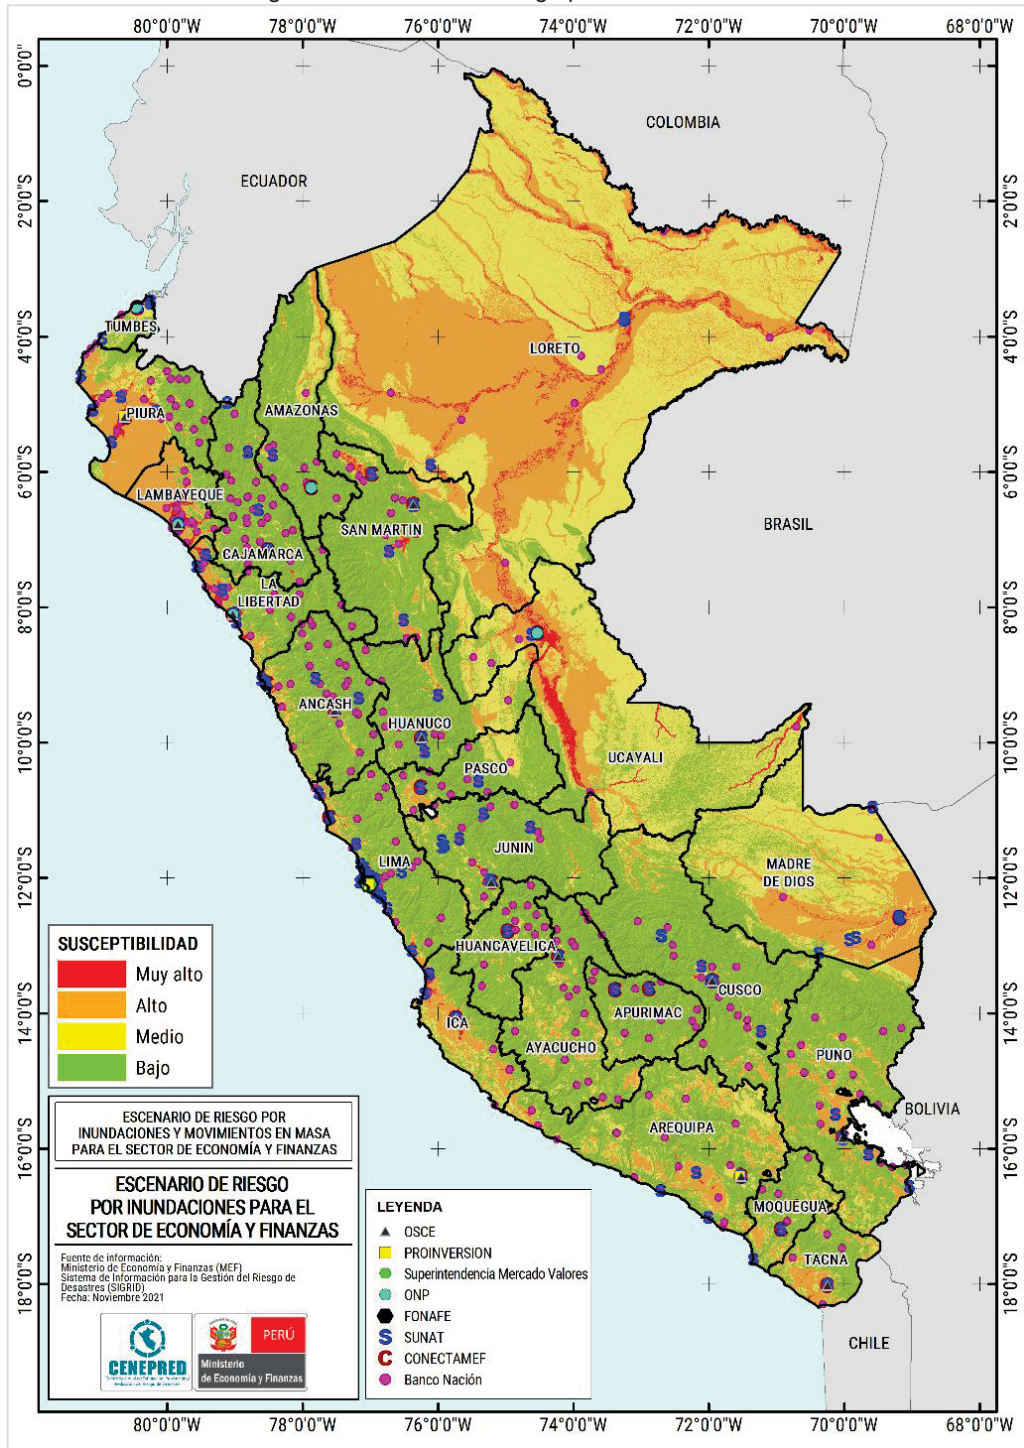 80°0'0"W 78°0'0"W 76°0'0"W 74°0'0"W 72°0'0"W 70°0'0"W 68°0'0"W
0°0'0"
2°0'0"S
4°0'0"S
6°0'0"S
8°0'0"S
10°0'0"S
12°0'0"S
14°0'0"S
16°0'0"S
18°0'0"S
0°0'0"
2°0'0"S
4°0'0"S
6°0'0"S
8°0'0"S
10°0'0"S
12°0'0"S
14°0'0"S
16°0'0"S
18°0'0"S
COLOMBIA
ECUADOR
TUMBES
LORETO
PIURA
AMAZONAS
LAMBAYEQUE
SAN MARTIN
BRASIL
CAJAMARCA
LA
LIBERTAD
ANCASH
HUANUCO
UCAYALI
PASCO
JUNIN
LIMA
MADRE
DE DIOS
HUANCAVELICA
CUSCO
APURIMAC
ICA
AYACUCHO
PUNO
BOLIVIA
AREQUIPA
MOQUEGUA
TACNA
CHILE
SUSCEPTIBILIDAD
Muy alto
Alto
Medio
Bajo
ESCENARIO DE RIESGO POR
INUNDACIONES Y MOVIMIENTOS EN MASA
PARA EL SECTOR DE ECONOMÍA Y FINANZAS
ESCENARIO DE RIESGO
POR INUNDACIONES PARA EL
SECTOR DE ECONOMÍA Y FINANZAS
Fuente de información:
Ministerio de Economía y Finanzas (MEF)
Sistema de Información para la Gestión del Riesgo de
Desastres (SIGRID)
Fecha: Noviembre 2021
CENEPRED
PERÚ
Ministerio
de Economía y Finanzas
LEYENDA
OSCE
PROINVERSION
Superintendencia Mercado Valores
ONP
FONAFE
SUNAT
CONECTAMEF
Banco Nación
80°0'0"W 78°0'0"W 76°0'0"W 74°0'0"W 72°0'0"W 70°0'0"W 68°0'0"W